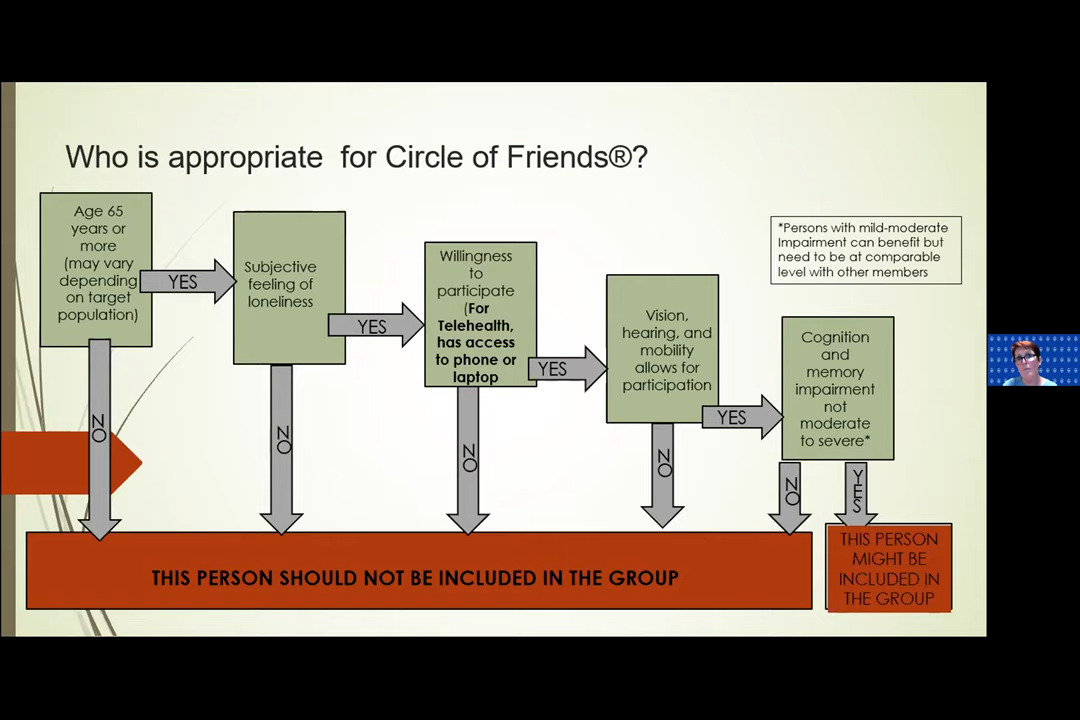 Who is appropriate  for Circle of Friends®?
Age 65
years or
more
(may vary
depending
on target
population)
YES
Subjective
feeling of
loneliness
YES
Willingness
to
participate
(For
Telehealth,
has access
to phone or
laptop
YES
Vision,
hearing, and
mobility
allows for
participation
YES
Cognition
and
memory
impairment
not
moderate
to severe*
*Persons with mild-moderate
Impairment can benefit but
need to be at comparable
level with other members
NO
NO
NO
NO
NO
YES
THIS PERSON SHOULD NOT BE INCLUDED IN THE GROUP
THIS PERSON
MIGHT BE
INCLUDED IN
THE GROUP